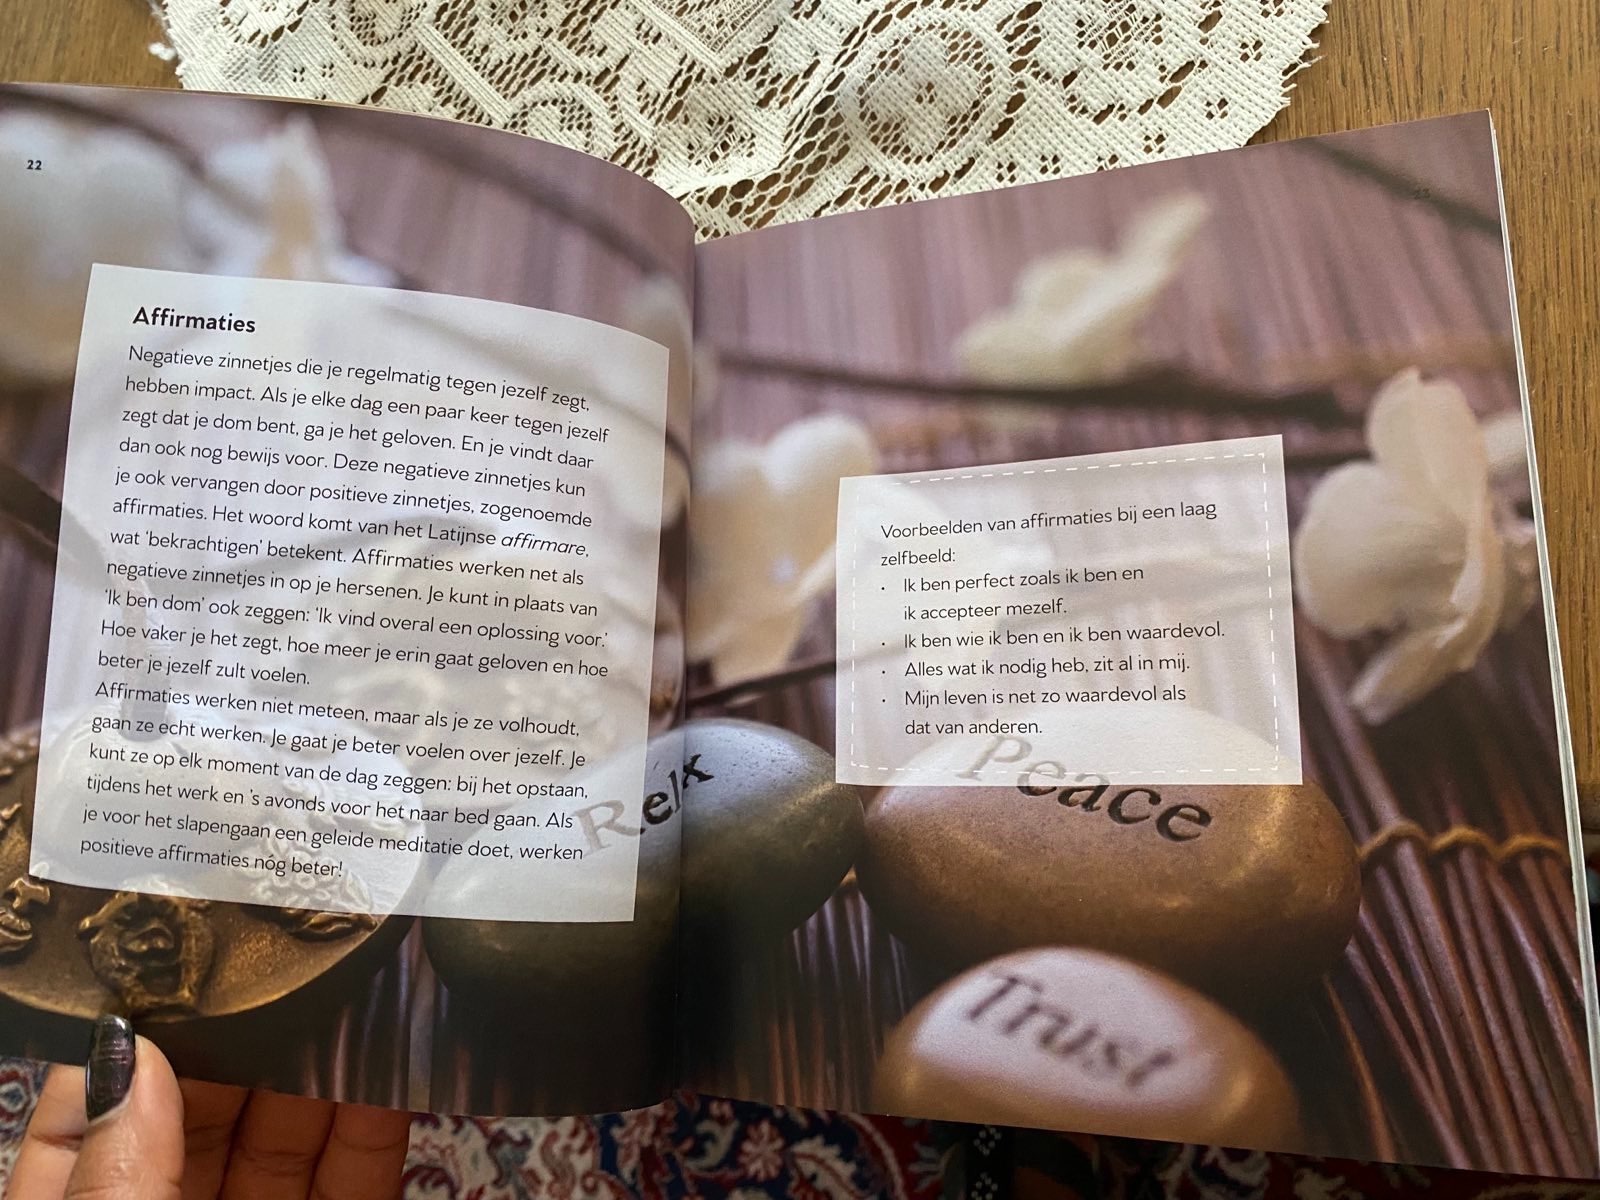 22
Affirmaties
Negatieve zinnetjes die je regelmatig tegen jezelf zegt,
hebben impact. Als je elke dag een paar keer tegen jezelf
zegt dat je dom bent, ga je het geloven. En je vindt daar
dan ook nog bewijs voor. Deze negatieve zinnetjes kun
je ook vervangen door positieve zinnetjes, zogenoemde
affirmaties. Het woord komt van het Latijnse affirmare,
wat ‘bekrachtigen’ betekent. Affirmaties werken net als
negatieve zinnetjes in op je hersenen. Je kunt in plaats van
‘Ik ben dom’ ook zeggen: ‘Ik vind overal een oplossing voor.’
Hoe vaker je het zegt, hoe meer je erin gaat geloven en hoe
beter je jezelf zult voelen.
Affirmaties werken niet meteen, maar als je ze volhoudt,
gaan ze echt werken. Je gaat je beter voelen over jezelf. Je
kunt ze op elk moment van de dag zeggen: bij het opstaan,
tijdens het werk en ’s avonds voor het naar bed gaan. Als
je voor het slapengaan een geleide meditatie doet, werken
positieve affirmaties nóg beter!
Relax
23
Voorbeelden van affirmaties bij een laag
zelfbeeld:
• Ik ben perfect zoals ik ben en
ik accepteer mezelf.
• Ik ben wie ik ben en ik ben waardevol.
• Alles wat ik nodig heb, zit al in mij.
• Mijn leven is net zo waardevol als
dat van anderen.
Peace
Trust